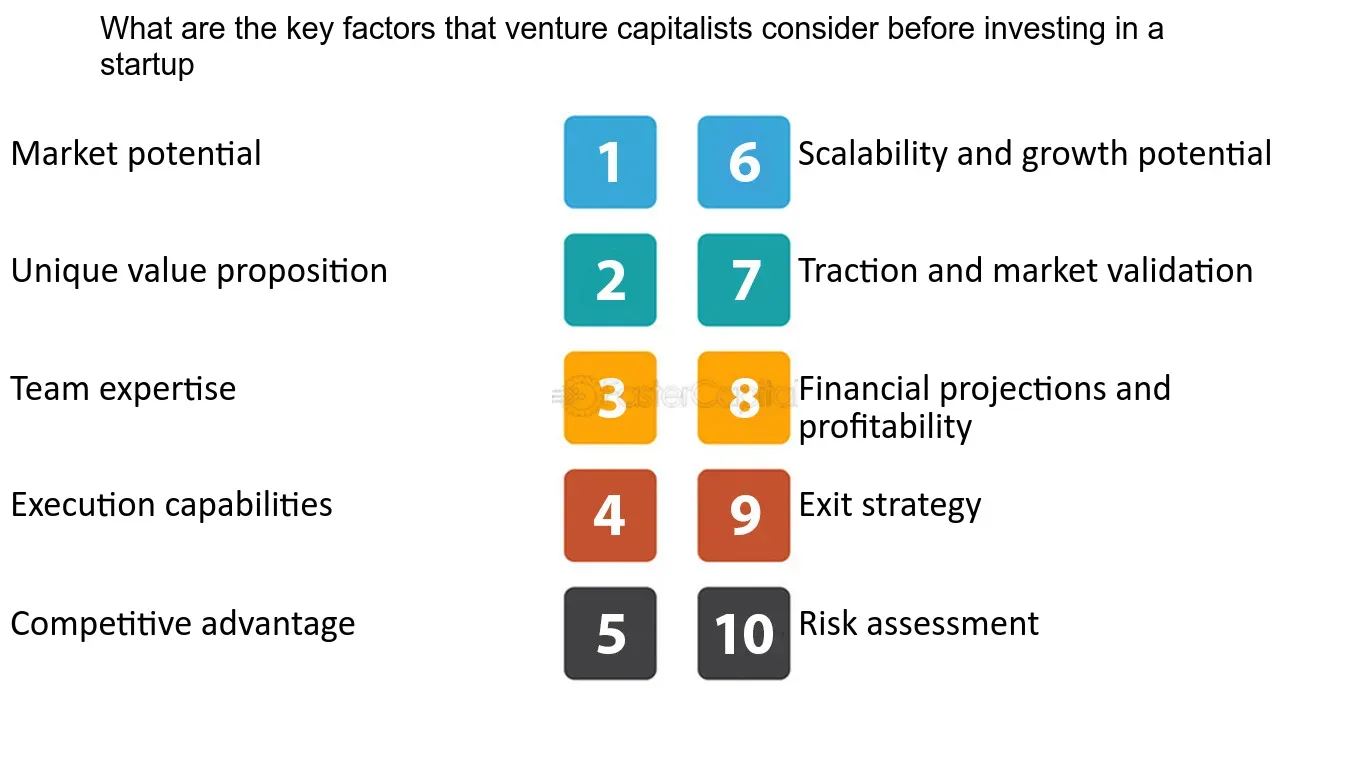 What are the key factors that venture capitalists consider before investing in a
startup
Market potential
1
6
Scalability and growth potential
Unique value proposition
2
7
Traction and market validation
Team expertise
3
8
Financial projections and
profitability
Execution capabilities
4
9
Exit strategy
Competitive advantage
5
10
Risk assessment